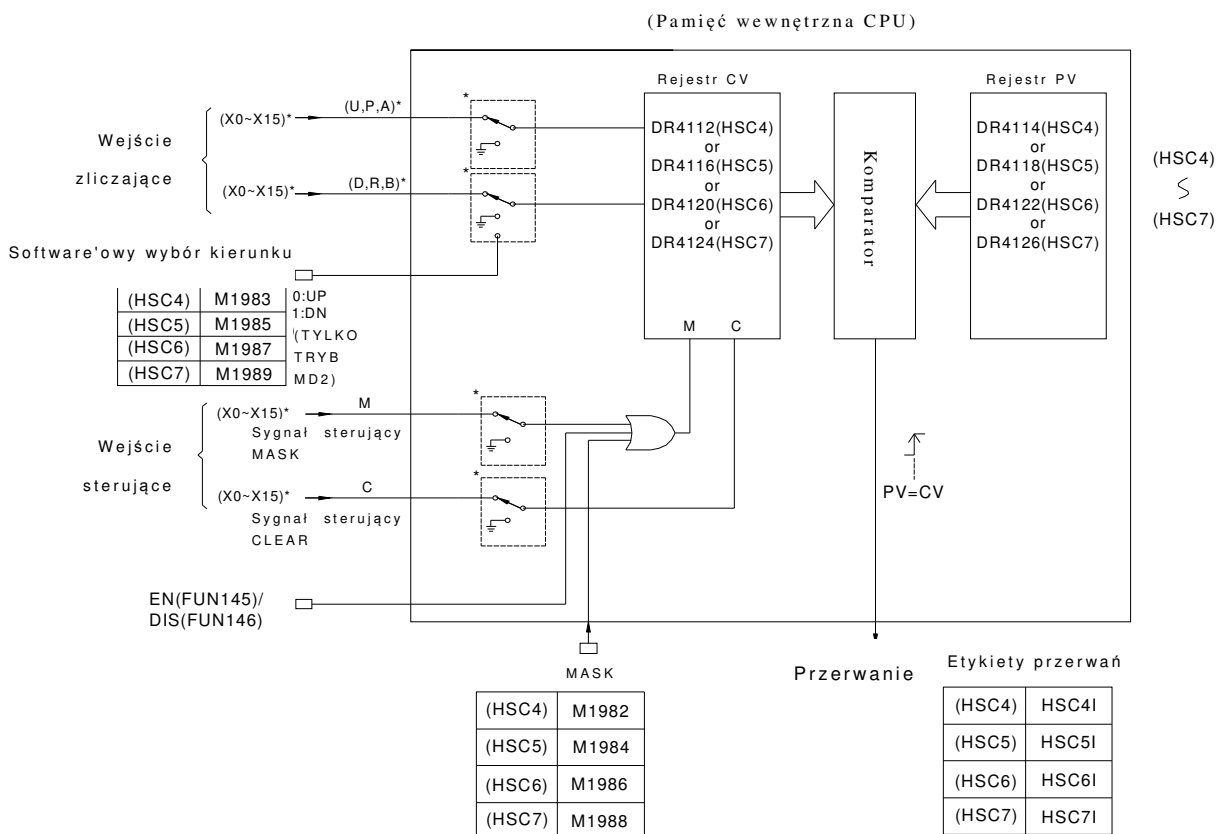 (Pamięć wewnętrzna CPU)
Rejestr CV
Rejestr PV
Wejście
zliczające
(X0~X15)*
(U,P,A)*
*
(X0~X15)*
(D,R,B)*
*
DR4112(HSC4)
or
DR4116(HSC5)
or
DR4120(HSC6)
or
DR4124(HSC7)
M C
Komparator
DR4114(HSC4)
or
DR4118(HSC5)
or
DR4122(HSC6)
or
DR4126(HSC7)
(HSC4)
(HSC7)
Software'owy wybór kierunku
(HSC4) M1983
(HSC5) M1985
(HSC6) M1987
(HSC7) M1989
0:UP
1:DN
(TYLKO
TRYB
MD2)
Wejście
sterujące
(X0~X15)*
M
*
Sygnał sterujący
MASK
(X0~X15)*
C
*
Sygnał sterujący
CLEAR
PV=CV
EN(FUN145)/
DIS(FUN146)
MASK
(HSC4) M1982
(HSC5) M1984
(HSC6) M1986
(HSC7) M1988
Przerwanie
Etykiety przerwań
(HSC4) HSC4I
(HSC5) HSC5I
(HSC6) HSC6I
(HSC7) HSC7I